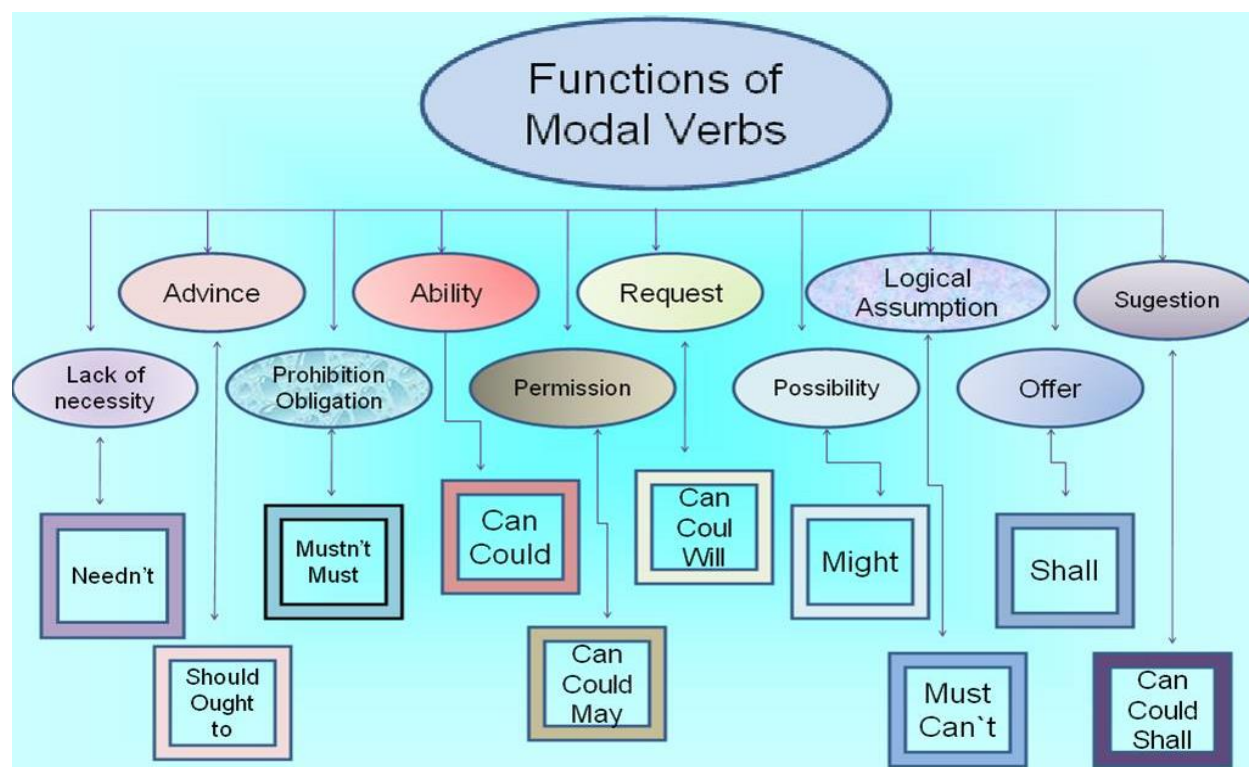 Functions of
Modal Verbs
Advince
Ability
Request
Logical
Assumption
Sugestion
Lack of
necessity
Prohibition
Obligation
Permission
Possibility
Offer
Needn't
Mustn't
Must
Can
Could
Can
Coul
Will
Might
Shall
Should
Ought
to
Can
Could
May
Must
Can`t
Can
Could
Shall